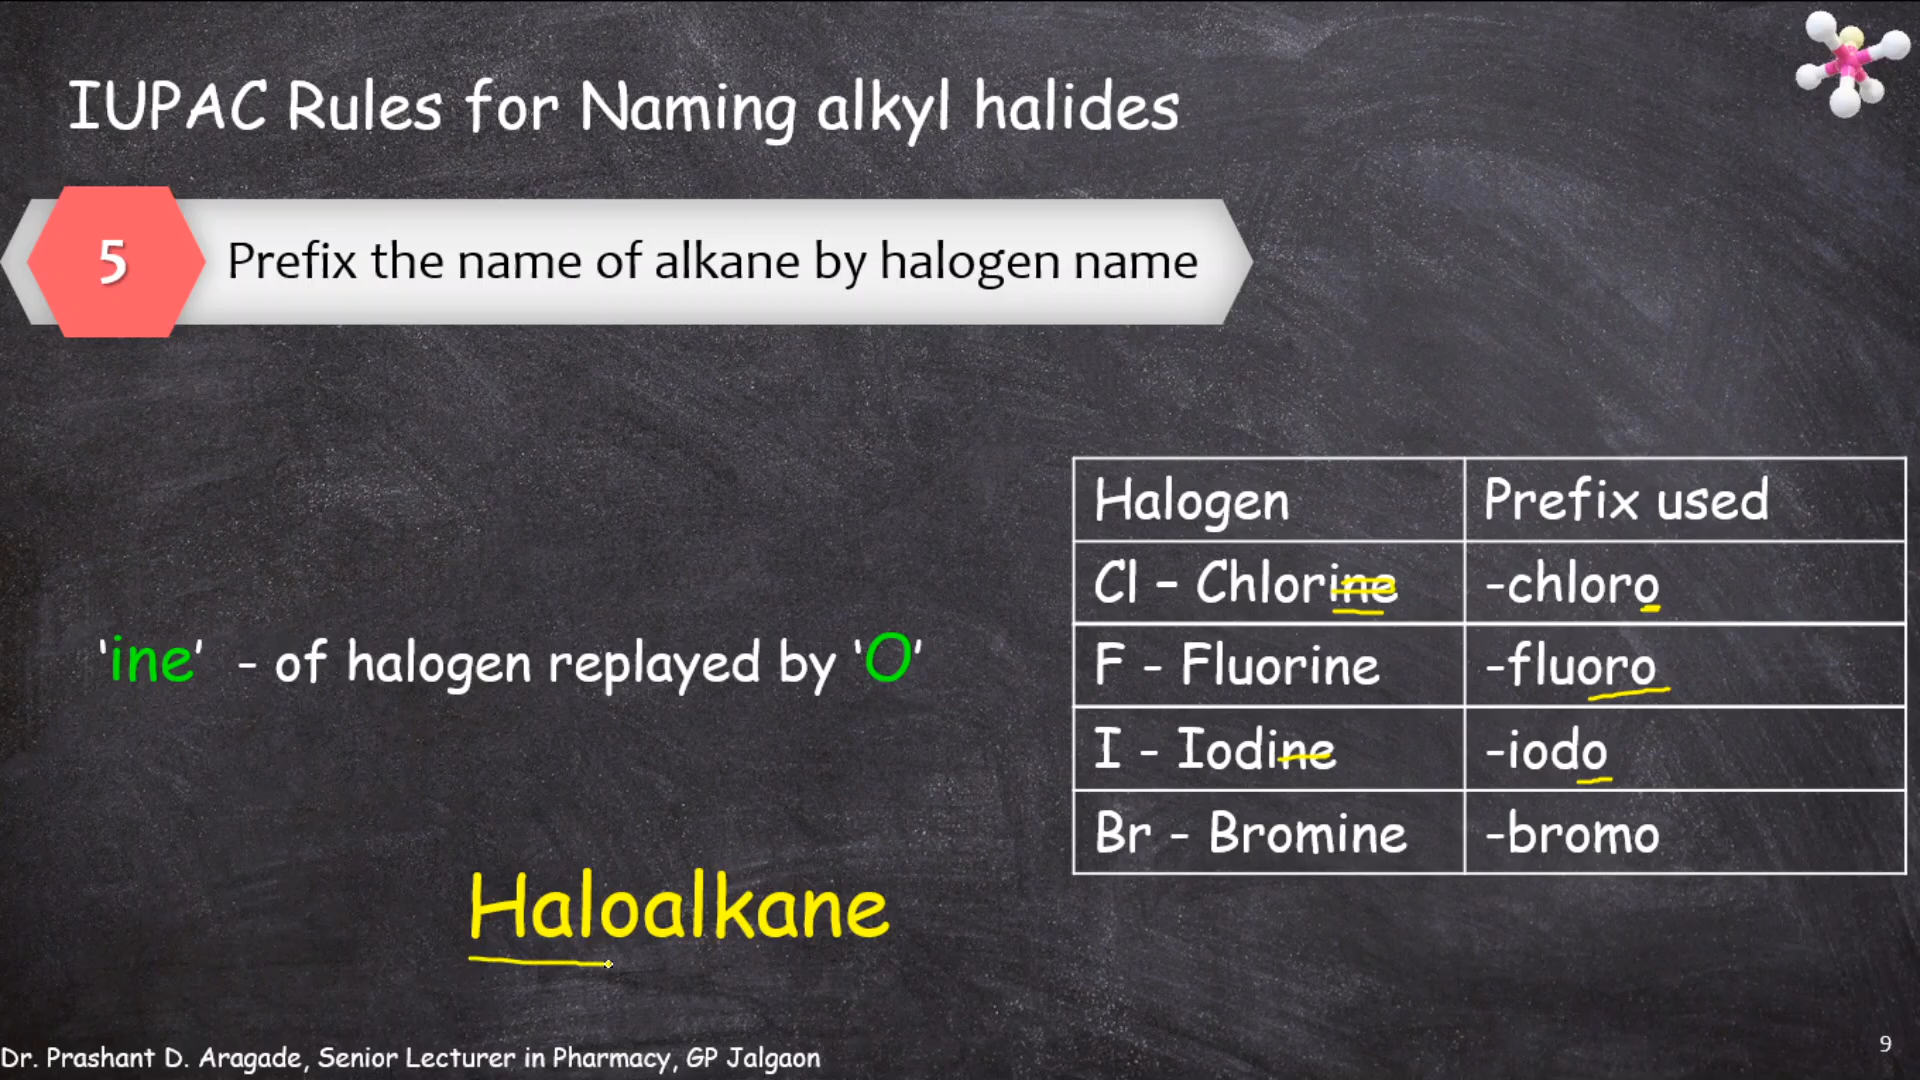 IUPAC Rules for Naming alkyl halides
5
Prefix the name of alkane by halogen name
Halogen Prefix used
Cl – Chlorine -chloro
F - Fluorine -fluoro
I - Iodine -iodo
Br - Bromine -bromo
‘ine’ - of halogen replayed by ‘O’
Haloalkane
Dr. Prashant D. Aragade, Senior Lecturer in Pharmacy, GP Jalgaon
9